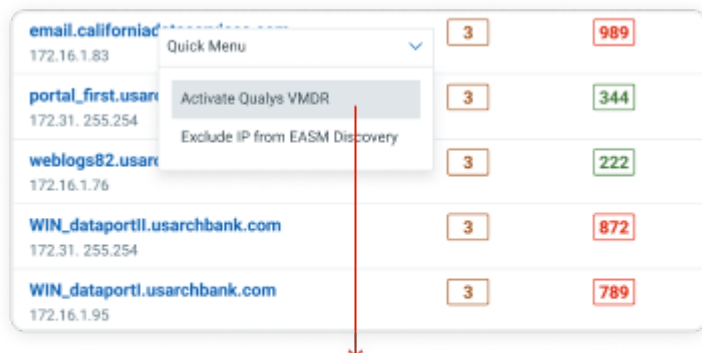 email.california
172.16.1.83
3
989
Quick Menu
Activate Qualys VMDR
Exclude IP from EASM Discovery
portal_first.usar
172.31. 255.254
3
344
weblogs82.usar
172.16.1.76
3
222
WIN_dataportII.usarchbank.com
172.31. 255.254
3
872
WIN_dataportI.usarchbank.com
172.16.1.95
3
789